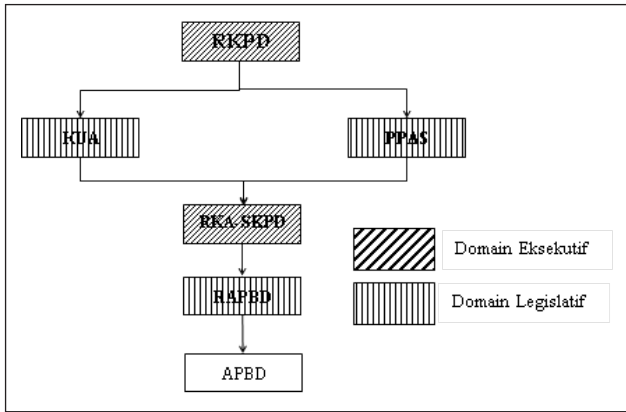 RKPD
KUA
PPAS
RKA-SKPD
RAPBD
APBD
Domain Eksekutif
Domain Legislatif